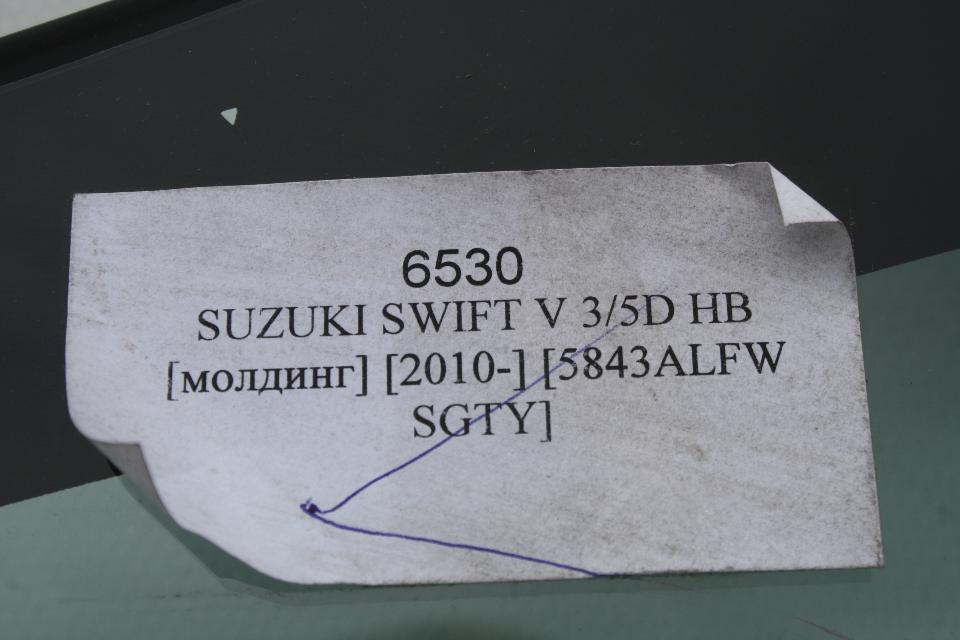 6530
SUZUKI SWIFT V 3/5D HB
[молдинг] [2010-] [5843ALFW
SGTY]